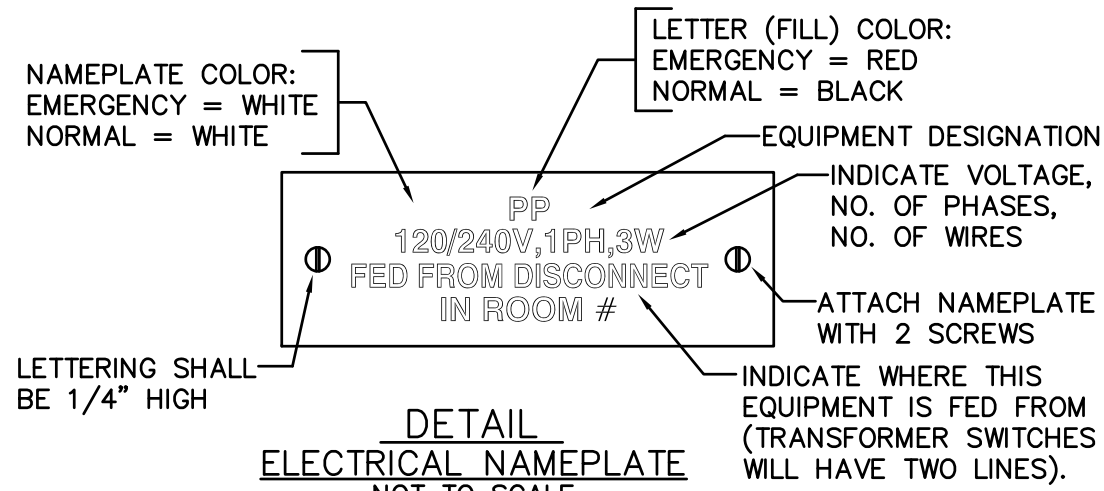 NAMEPLATE COLOR:
EMERGENCY = WHITE
NORMAL = WHITE
LETTER (FILL) COLOR:
EMERGENCY = RED
NORMAL = BLACK
EQUIPMENT DESIGNATION
INDICATE VOLTAGE,
NO. OF PHASES,
NO. OF WIRES
PP
120/240V,1PH,3W
FED FROM DISCONNECT
IN ROOM #
ATTACH NAMEPLATE
WITH 2 SCREWS
LETTERING SHALL
BE 1/4" HIGH
INDICATE WHERE THIS
EQUIPMENT IS FED FROM
(TRANSFORMER SWITCHES
WILL HAVE TWO LINES).
DETAIL
ELECTRICAL NAMEPLATE
NOT TO SCALE